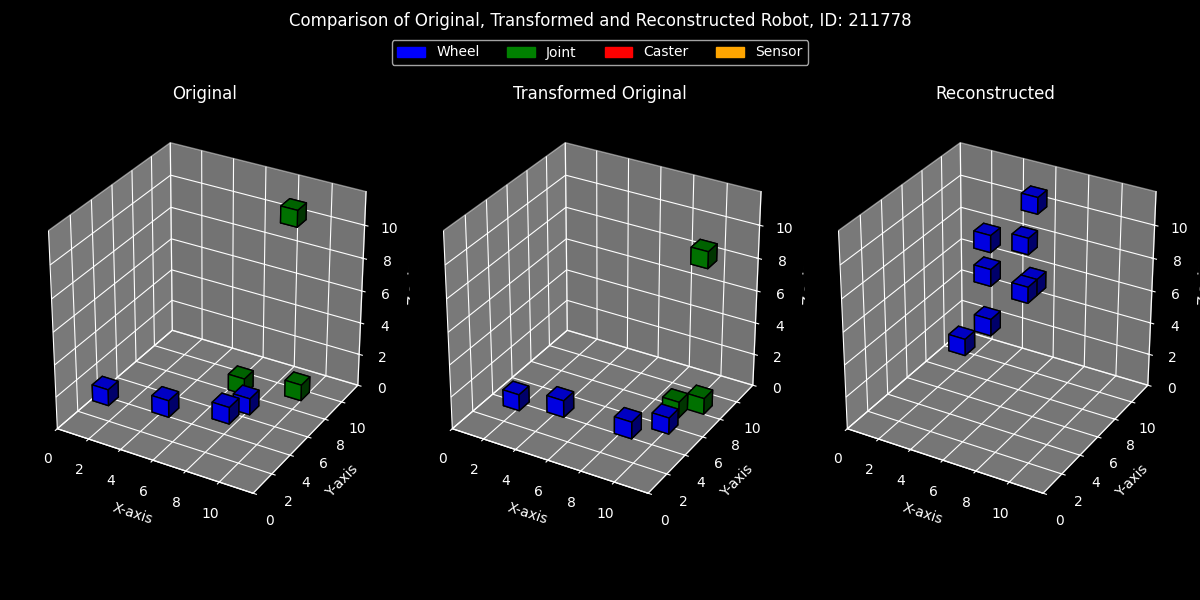 Comparison of Original, Transformed and Reconstructed Robot, ID: 211778
Wheel Joint Caster Sensor
Original Transformed Original Reconstructed
10 10 10
8 8 8
6 6 6
4 4 4
2 2 2
0 0 0
0 2 4 6 8 10 0 2 4 6 8 10 0 2 4 6 8 10
X-axis X-axis X-axis
0 2 4 6 8 10 0 2 4 6 8 10 0 2 4 6 8 10
Y-axis Y-axis Y-axis